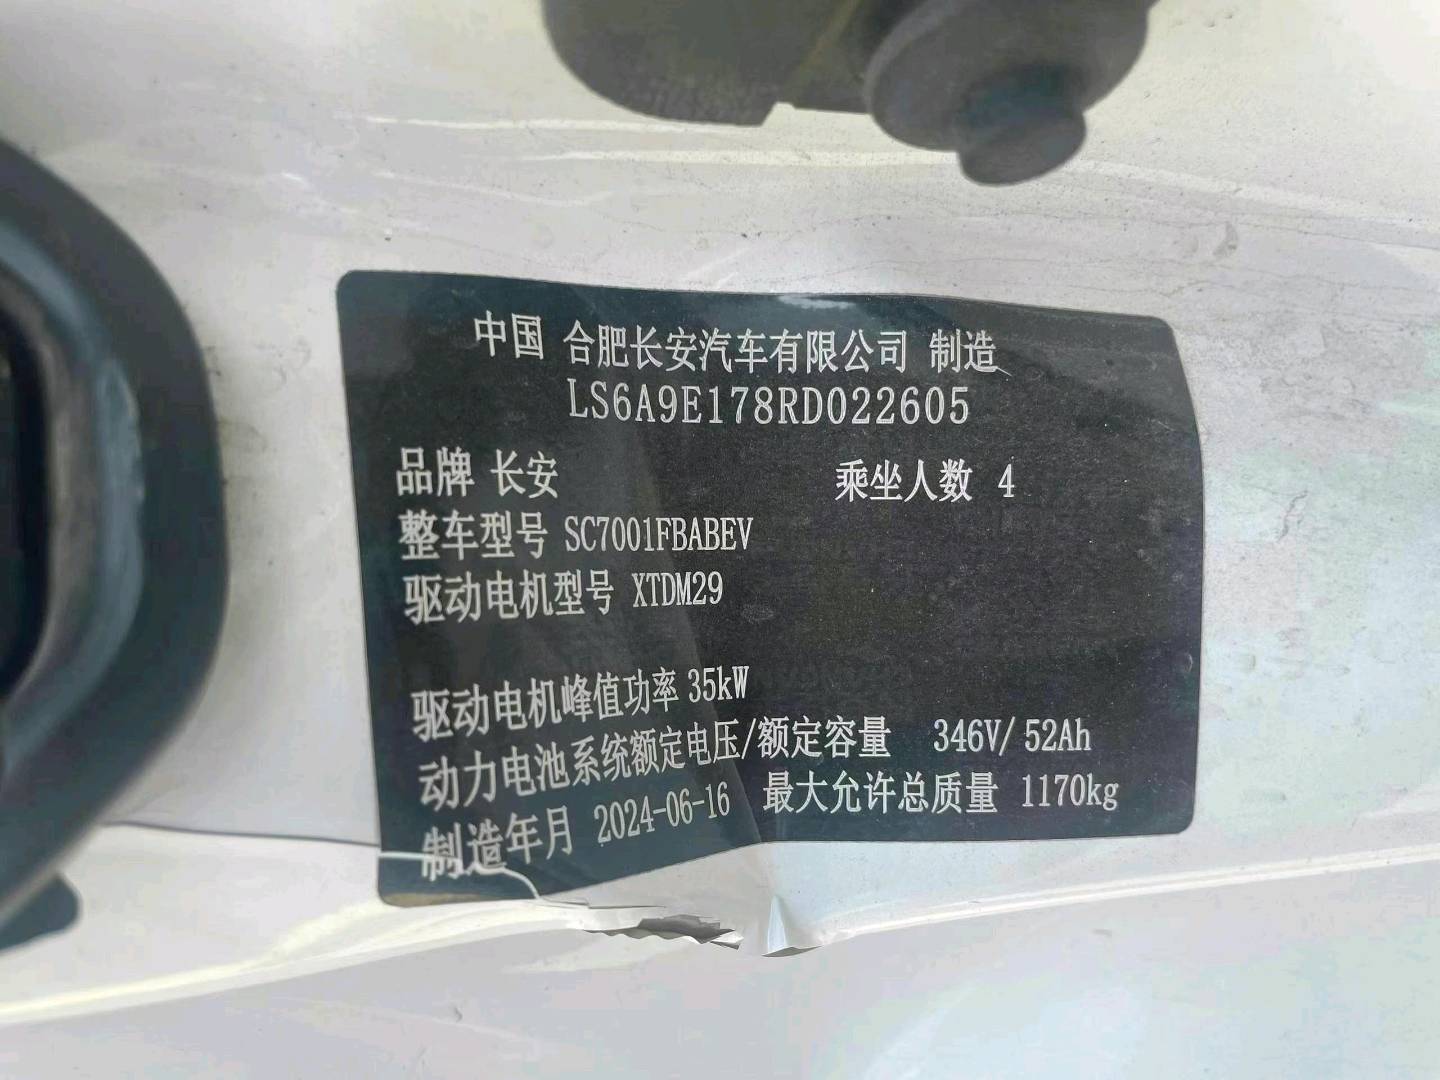 中国 合肥长安汽车有限公司 制造
LS6A9E178RD022605
品牌 长安 乘坐人数 4
整车型号 SC7001FBABEV
驱动电机型号 XTDM29
驱动电机峰值功率 35kW
动力电池系统额定电压/额定容量 346V/ 52Ah
制造年月 2024-06-16 最大允许总质量 1170kg